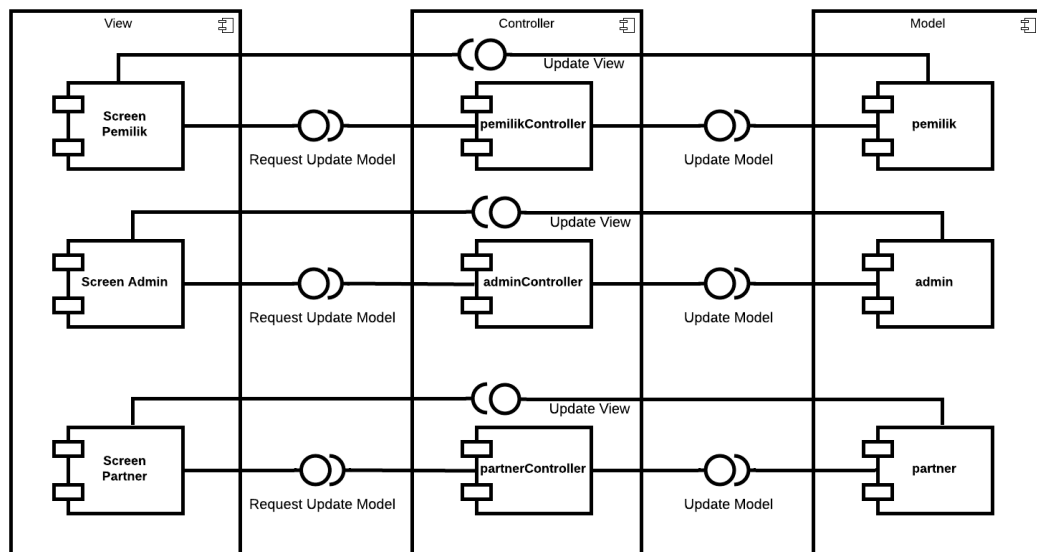 View
Controller
Model
Update View
Screen
Pemilik
pemilikController
pemilik
Request Update Model
Update Model
Update View
Screen Admin
adminController
admin
Request Update Model
Update Model
Update View
Screen
Partner
partnerController
partner
Request Update Model
Update Model